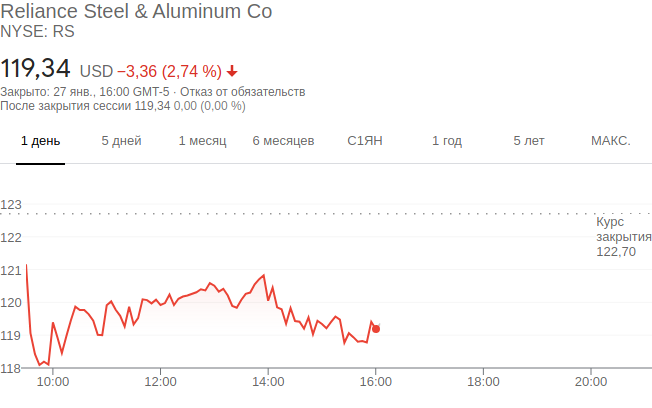 Reliance Steel & Aluminum Co
NYSE: RS
119,34 USD −3,36 (2,74 %)
Закрыто: 27 янв., 16:00 GMT-5 · Отказ от обязательств
После закрытия сессии 119,34 0,00 (0,00 %)
1 день 5 дней 1 месяц 6 месяцев С1ЯН 1 год 5 лет МАКС.
123
Курс
закрытия
122,70
122
121
120
119
118
10:00 12:00 14:00 16:00 18:00 20:00